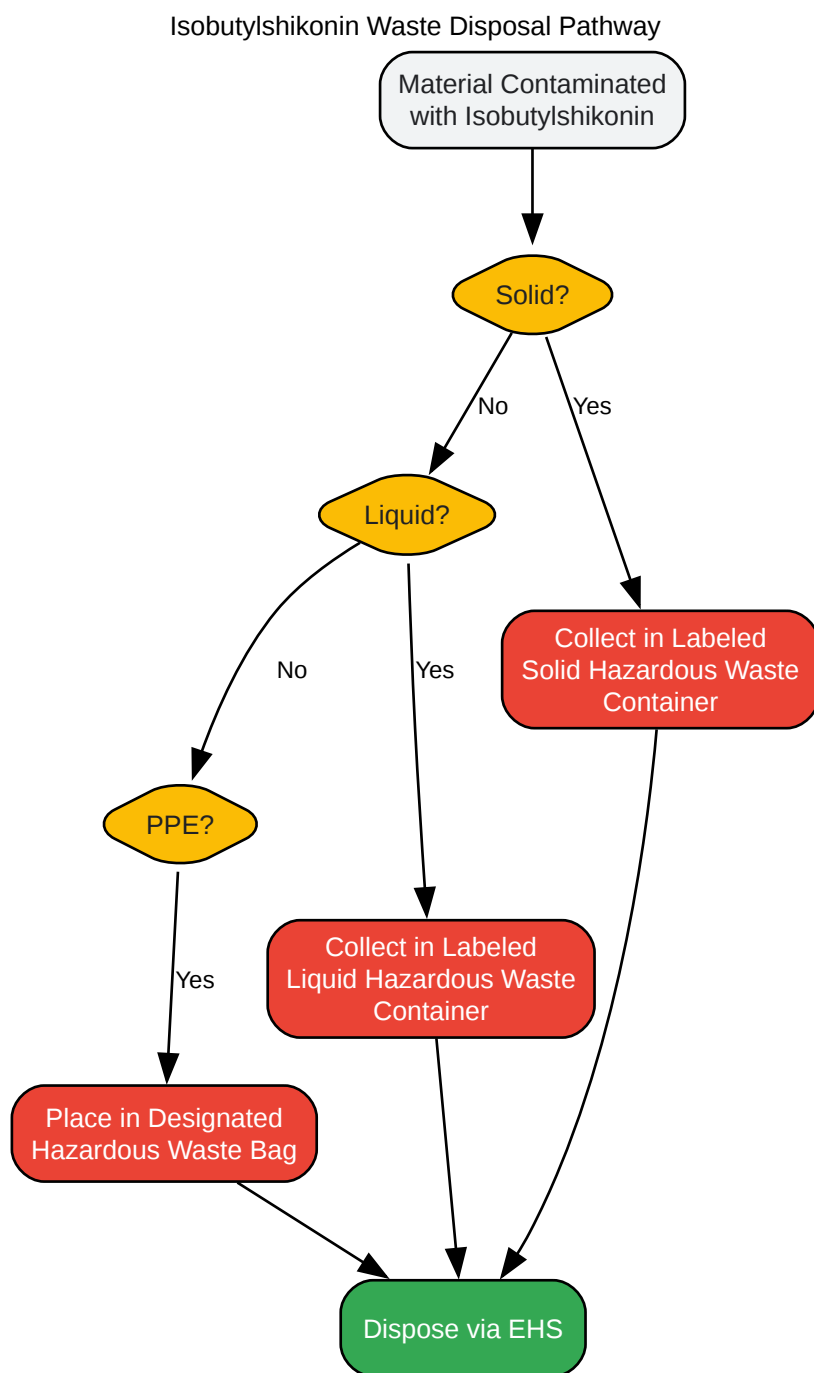 Isobutylshikonin Waste Disposal Pathway
Material Contaminated
with Isobutylshikonin
Solid?
No
Yes
Liquid?
Collect in Labeled
Solid Hazardous Waste
Container
No
Yes
PPE?
Collect in Labeled
Liquid Hazardous Waste
Container
Yes
Place in Designated
Hazardous Waste Bag
Dispose via EHS